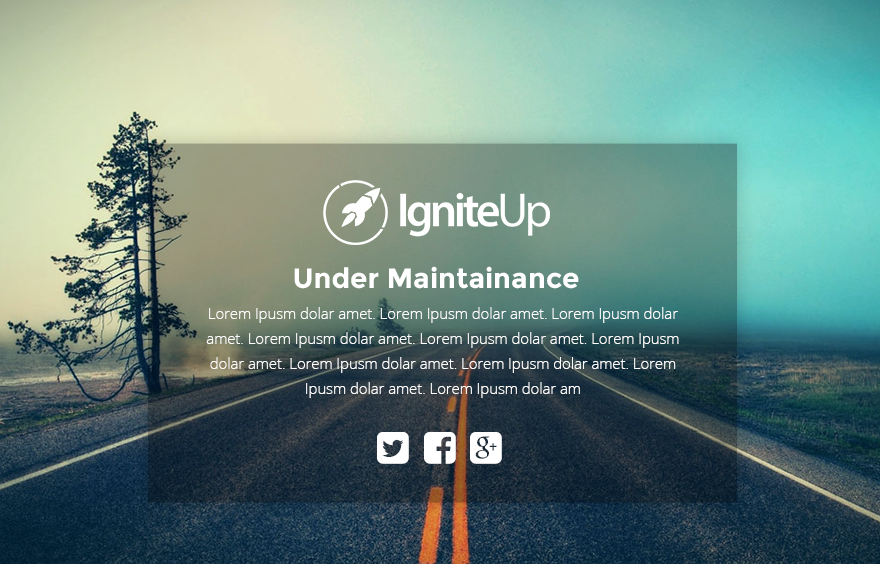 IgniteUp
Under Maintainance
Lorem Ipusm dolar amet. Lorem Ipusm dolar amet. Lorem Ipusm dolar
amet. Lorem Ipusm dolar amet. Lorem Ipusm dolar amet. Lorem Ipusm
dolar amet. Lorem Ipusm dolar amet. Lorem Ipusm dolar amet. Lorem
Ipusm dolar amet. Lorem Ipusm dolar am
g+